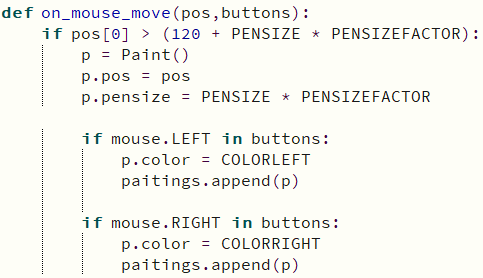 def on_mouse_move(pos,buttons):
    if pos[0] > (120 + PENSIZE * PENSIZEFACTOR):
        p = Paint()
        p.pos = pos
        p.pensize = PENSIZE * PENSIZEFACTOR

        if mouse.LEFT in buttons:
            p.color = COLORLEFT
            paitings.append(p)

        if mouse.RIGHT in buttons:
            p.color = COLORRIGHT
            paitings.append(p)